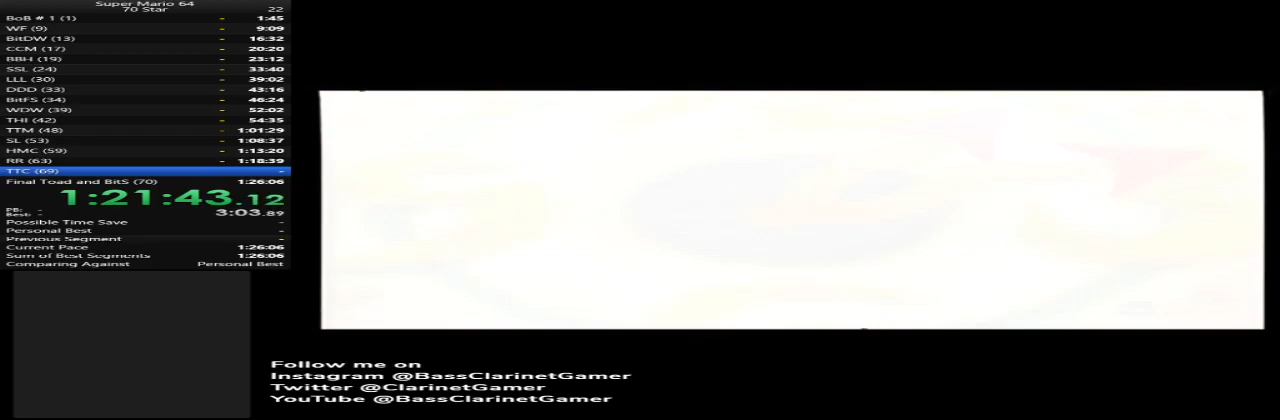 Super Mario 64
70 Star 22
BoB # 1 (1) - 1:45
WF (9) - 9:09
BitDW (13) - 16:32
CCM (17) - 20:20
BBH (19) - 23:12
SSL (24) - 33:40
LLL (30) - 39:02
DDD (33) - 43:16
BitFS (34) - 46:24
WDW (39) - 52:02
THI (42) - 54:35
TTM (48) - 1:01:29
SL (53) - 1:08:37
HMC (59) - 1:13:20
RR (63) - 1:18:39
TTC (69) -
Final Toad and BitS (70) 1:26:06
1:21:43.12
PB: -
Best: - 3:03.89
Possible Time Save -
Personal Best -
Previous Segment -
Current Pace 1:26:06
Sum of Best Segments 1:26:06
Comparing Against Personal Best
Follow me on
Instagram @BassClarinetGamer
Twitter @ClarinetGamer
YouTube @BassClarinetGamer